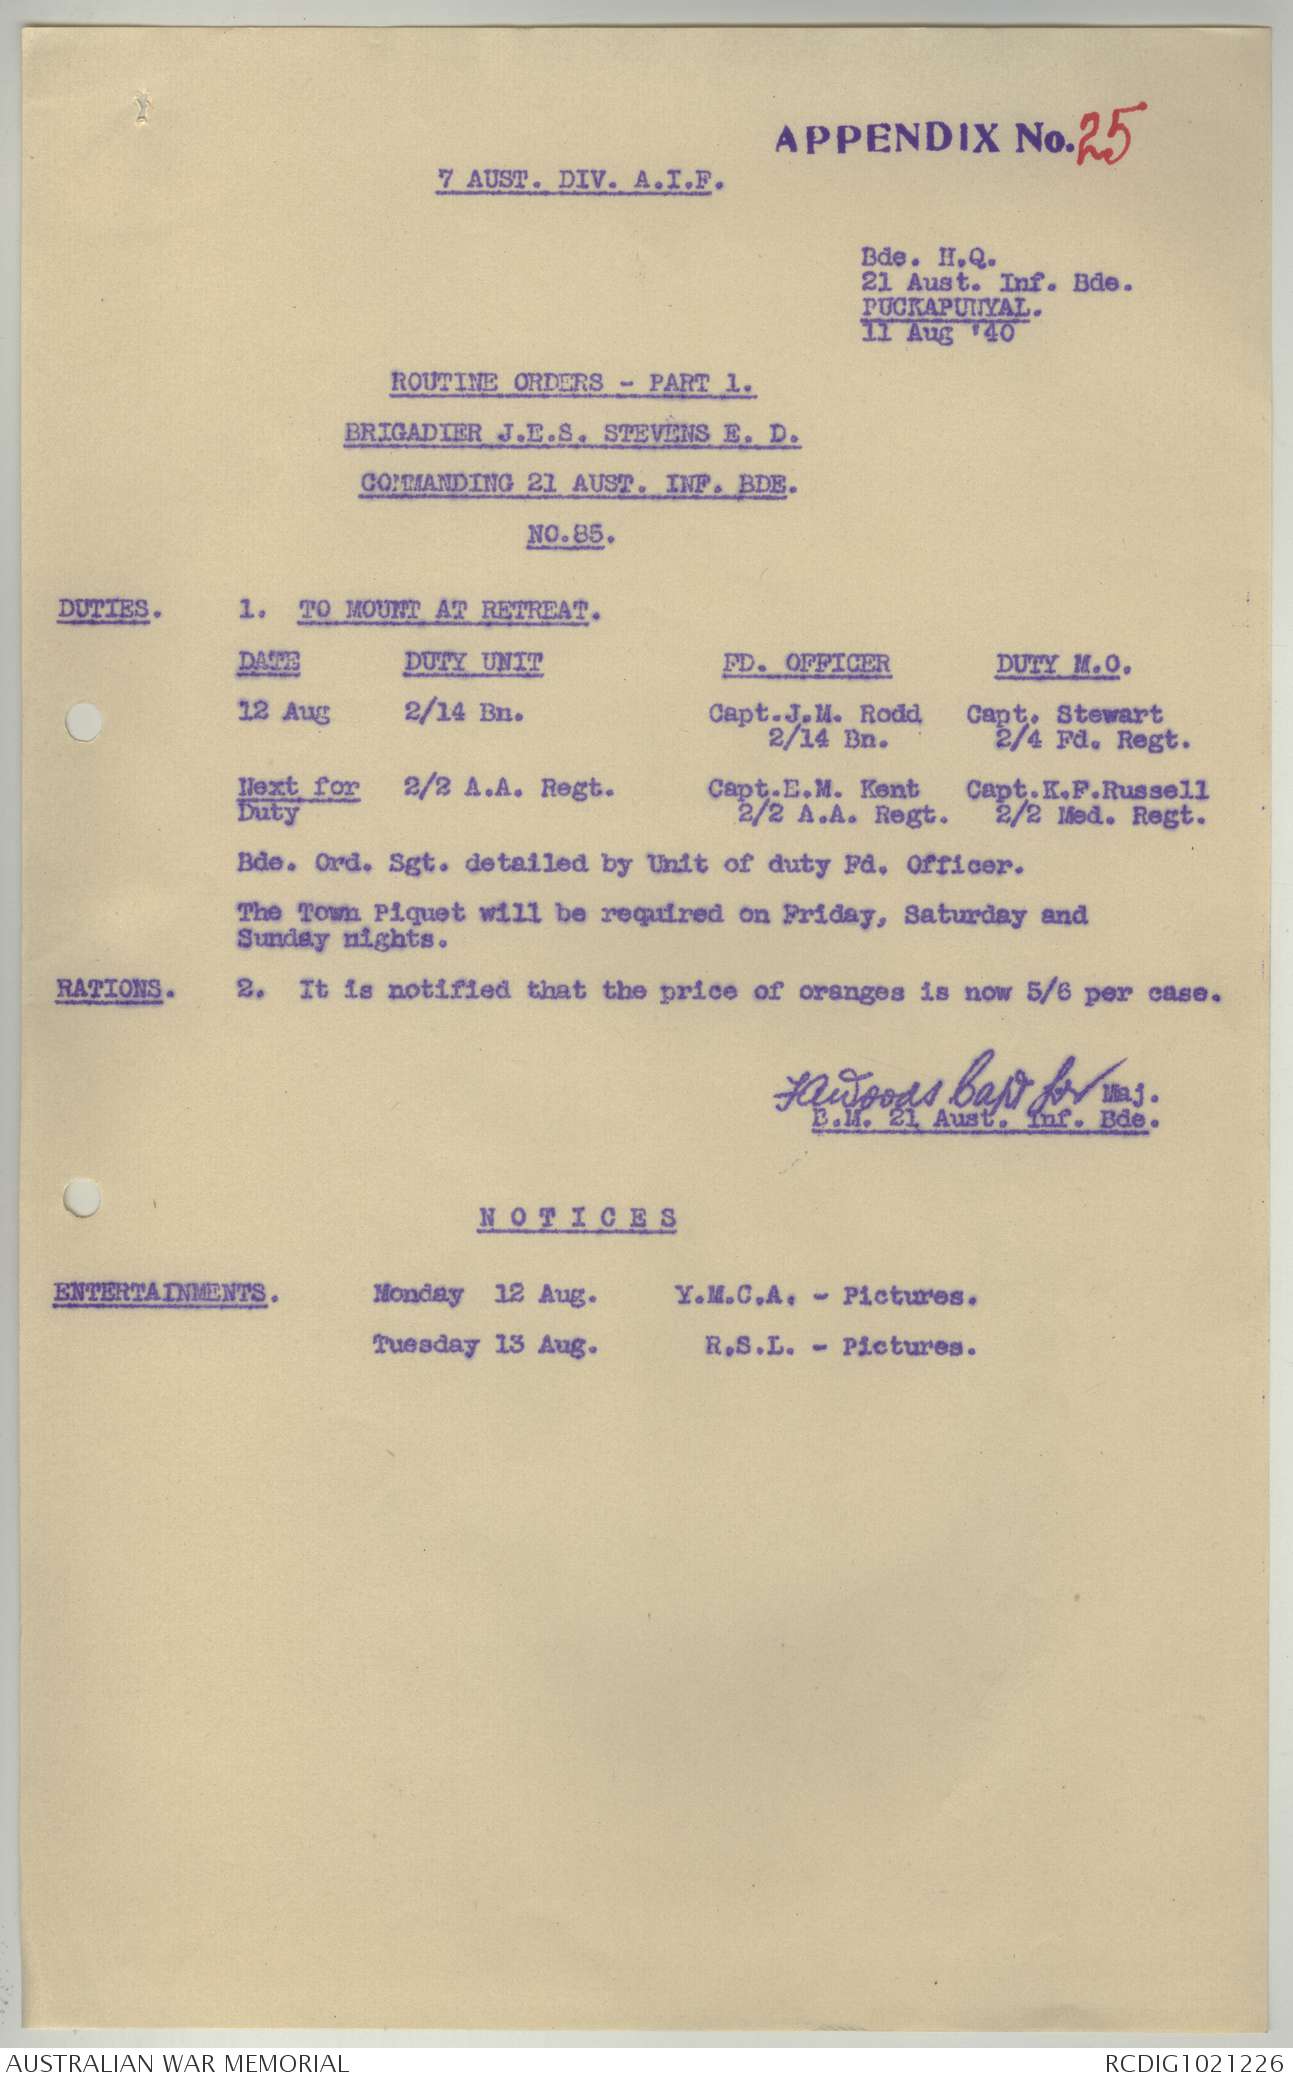 APPENDIX No. 25
7 AUST. DIV. A.I.F.
Bde. H.Q.
21 Aust. Inf. Bde.
PUCKAPUNYAL.
11 Aug '40
ROUTINE ORDERS - PART 1.
BRIGADIER J.E.S. STEVENS E. D.
COMMANDING 21 AUST. INF. BDE.
NO.85.
DUTIES. 1. TO MOUNT AT RETREAT.
DATE DUTY UNIT FD. OFFICER DUTY M.O.
12 Aug 2/14 Bn. Capt.J.M. Rodd Capt. Stewart
2/14 Bn. 2/4 Fd. Regt.
Next for 2/2 A.A. Regt. Capt.E.M. Kent Capt.K.F.Russell
Duty 2/2 A.A. Regt. 2/2 Med. Regt.
Bde. Ord. Sgt. detailed by Unit of duty Fd. Officer.
The Town Piquet will be required on Friday, Saturday and
Sunday nights.
RATIONS. 2. It is notified that the price of oranges is now 5/6 per case.
Woods Capt for Maj.
B.M. 21 Aust. Inf. Bde.
NOTICES
ENTERTAINMENTS. Monday 12 Aug. Y.M.C.A. - Pictures.
Tuesday 13 Aug. R.S.L. - Pictures.
AUSTRALIAN WAR MEMORIAL RCDIG1021226